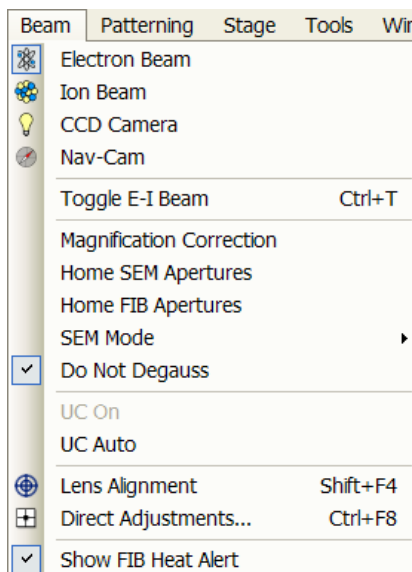 Beam Patterning Stage Tools
Electron Beam
Ion Beam
CCD Camera
Nav-Cam
Toggle E-I Beam Ctrl+T
Magnification Correction
Home SEM Apertures
Home FIB Apertures
SEM Mode
Do Not Degauss
UC On
UC Auto
Lens Alignment Shift+F4
Direct Adjustments... Ctrl+F8
Show FIB Heat Alert